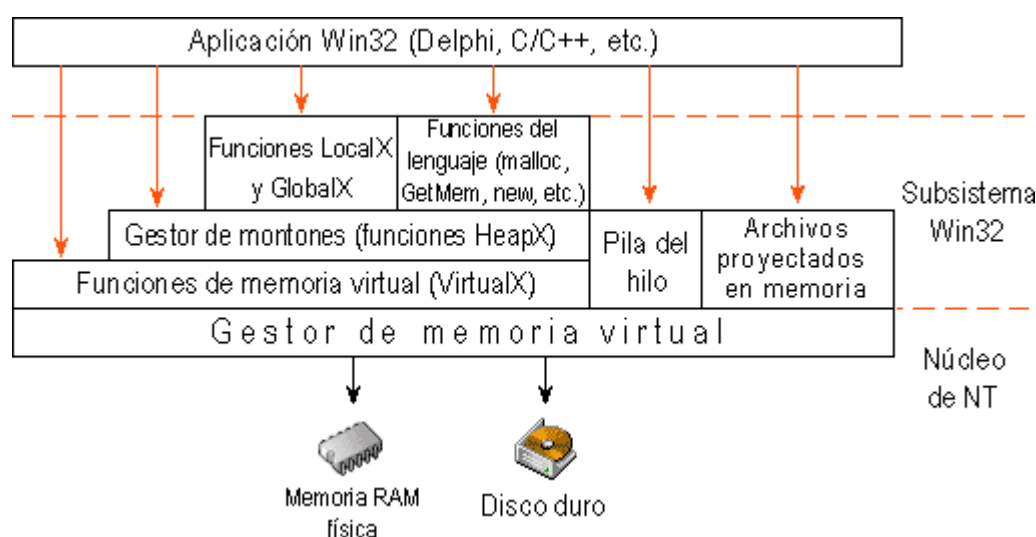 Aplicación Win32 (Delphi, C/C++, etc.)
Funciones LocalX
y GlobalX
Funciones del
lenguaje (malloc,
GetMem, new, etc.)
Subsistema
Win32
Gestor de montones (funciones HeapX)
Pila del
hilo
Archivos
proyectados
en memoria
Funciones de memoria virtual (VirtualX)
Gestor de memoria virtual
Núcleo
de NT
Memoria RAM
física
Disco duro